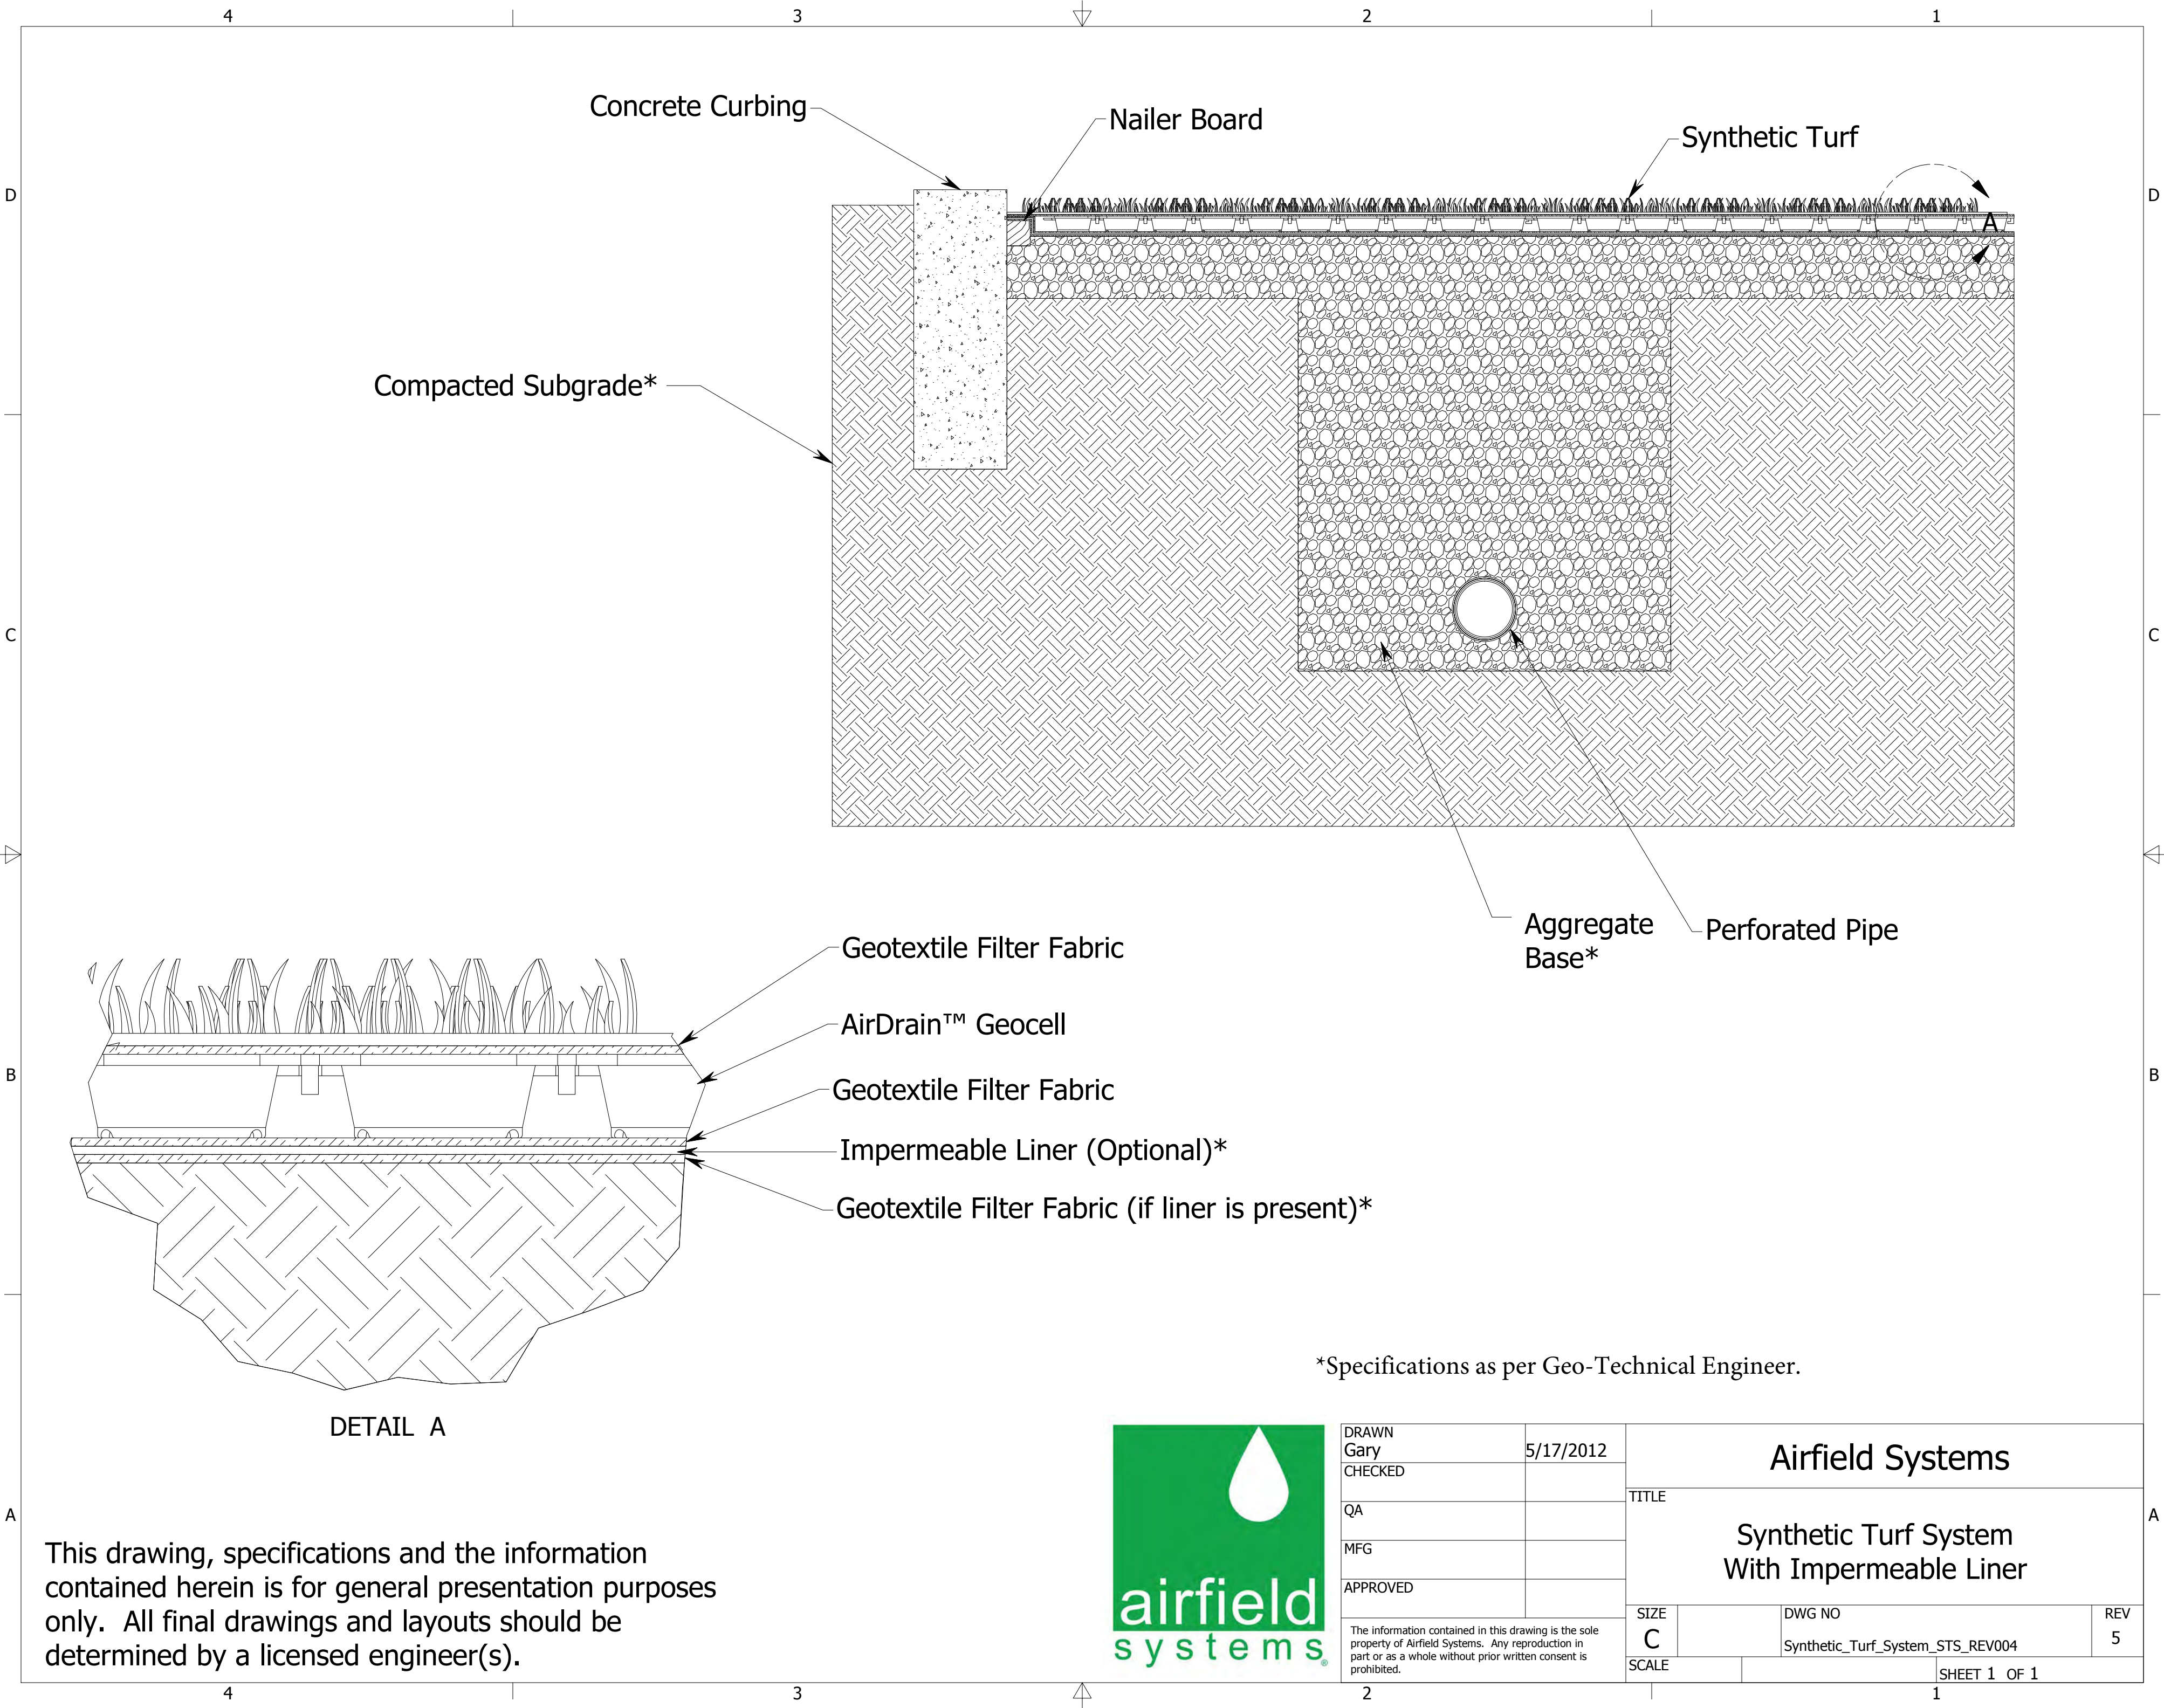 4 3 2 1
Concrete Curbing
Nailer Board
Synthetic Turf
D D
A
Compacted Subgrade*
C C
Aggregate
Base*
Perforated Pipe
Geotextile Filter Fabric
AirDrain™ Geocell
B B
Geotextile Filter Fabric
Impermeable Liner (Optional)*
Geotextile Filter Fabric (if liner is present)*
*Specifications as per Geo-Technical Engineer.
DETAIL A
A A
This drawing, specifications and the information
contained herein is for general presentation purposes
only. All final drawings and layouts should be
determined by a licensed engineer(s).
airfield
systems®
DRAWN
Gary 5/17/2012
CHECKED
QA
MFG
APPROVED
The information contained in this drawing is the sole
property of Airfield Systems. Any reproduction in
part or as a whole without prior written consent is
prohibited.
Airfield Systems
TITLE
Synthetic Turf System
With Impermeable Liner
SIZE
C
DWG NO
Synthetic_Turf_System_STS_REV004
REV
5
SCALE
SHEET 1 OF 1
4 3 2 1